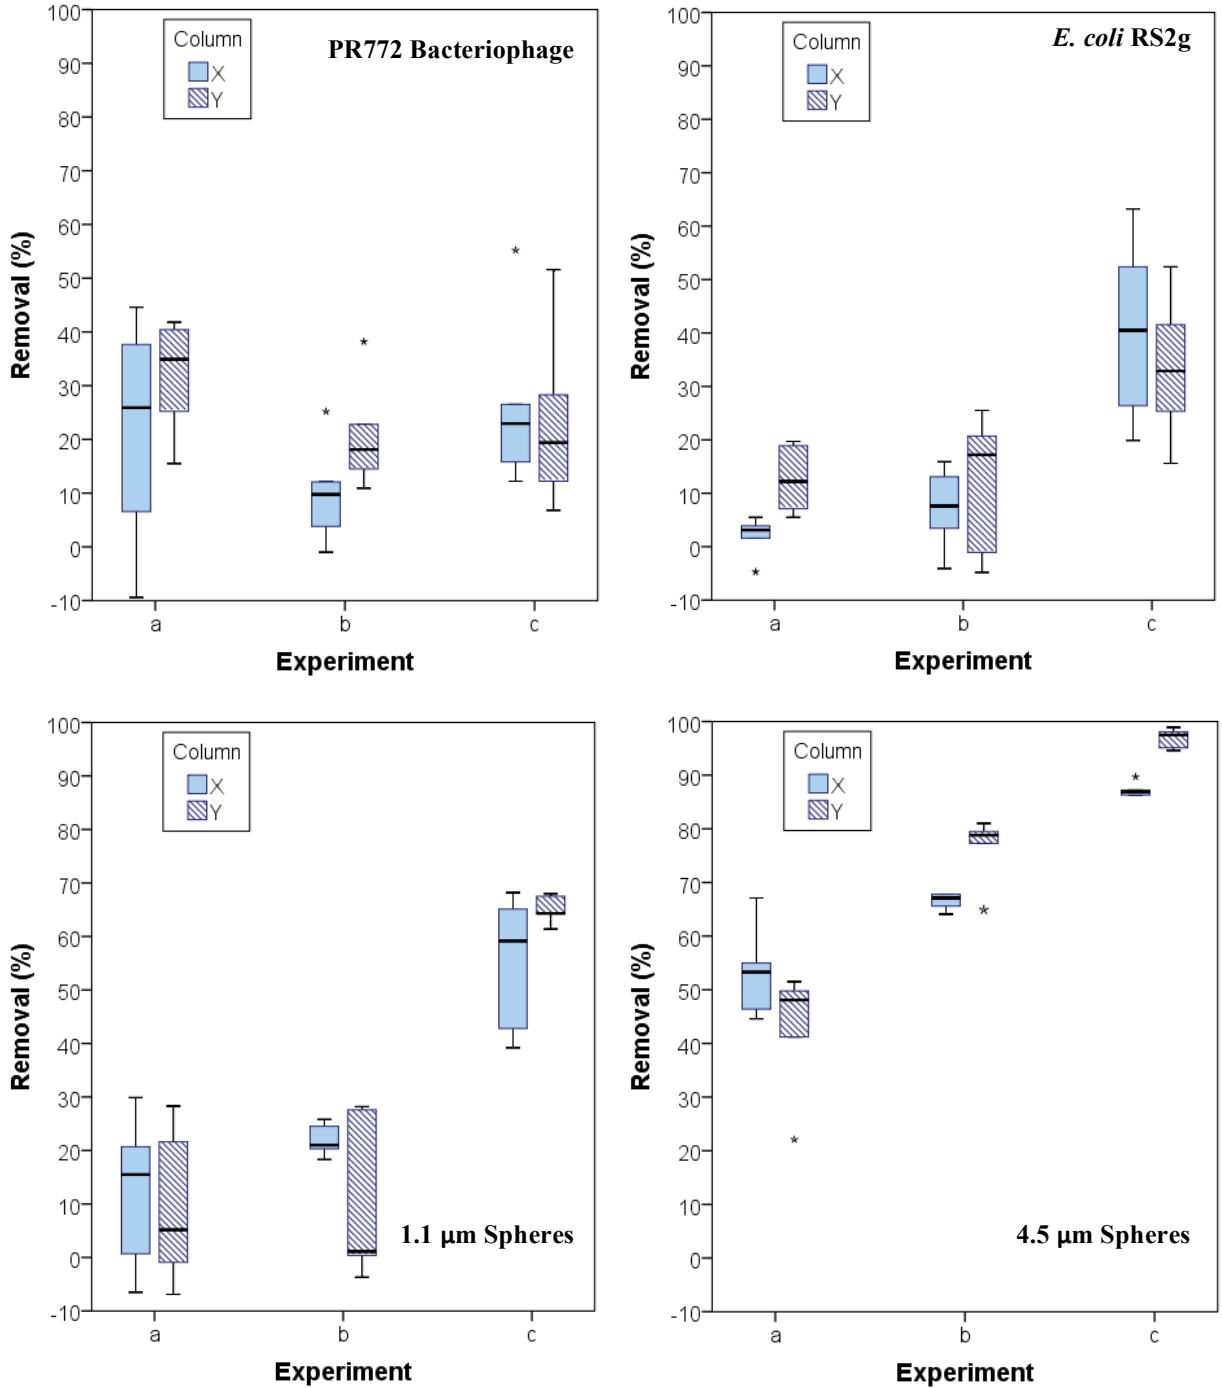 PR772 Bacteriophage
Column
X
Y
100
90
80
70
60
50
40
30
20
10
0
-10
Removal (%)
a b c
Experiment
E. coli RS2g
Column
X
Y
100
90
80
70
60
50
40
30
20
10
0
-10
Removal (%)
a b c
Experiment
Column
X
Y
100
90
80
70
60
50
40
30
20
10
0
-10
Removal (%)
1.1 μm Spheres
a b c
Experiment
Column
X
Y
100
90
80
70
60
50
40
30
20
10
0
-10
Removal (%)
4.5 μm Spheres
a b c
Experiment